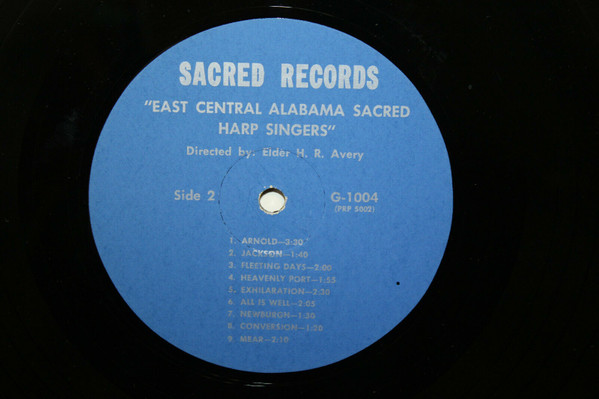 SACRED RECORDS
"EAST CENTRAL ALABAMA SACRED
HARP SINGERS"
Directed by: Elder H. R. Avery
Side 2
G-1004
(PRP 5002)
1. ARNOLD—3:30
2. JACKSON—1:40
3. FLEETING DAYS—2:00
4. HEAVENLY PORT—1:55
5. EXHILARATION—2:30
6. ALL IS WELL—2:05
7. NEWBURGN—1:30
8. CONVERSION—1:30
9. MEAR—2:10